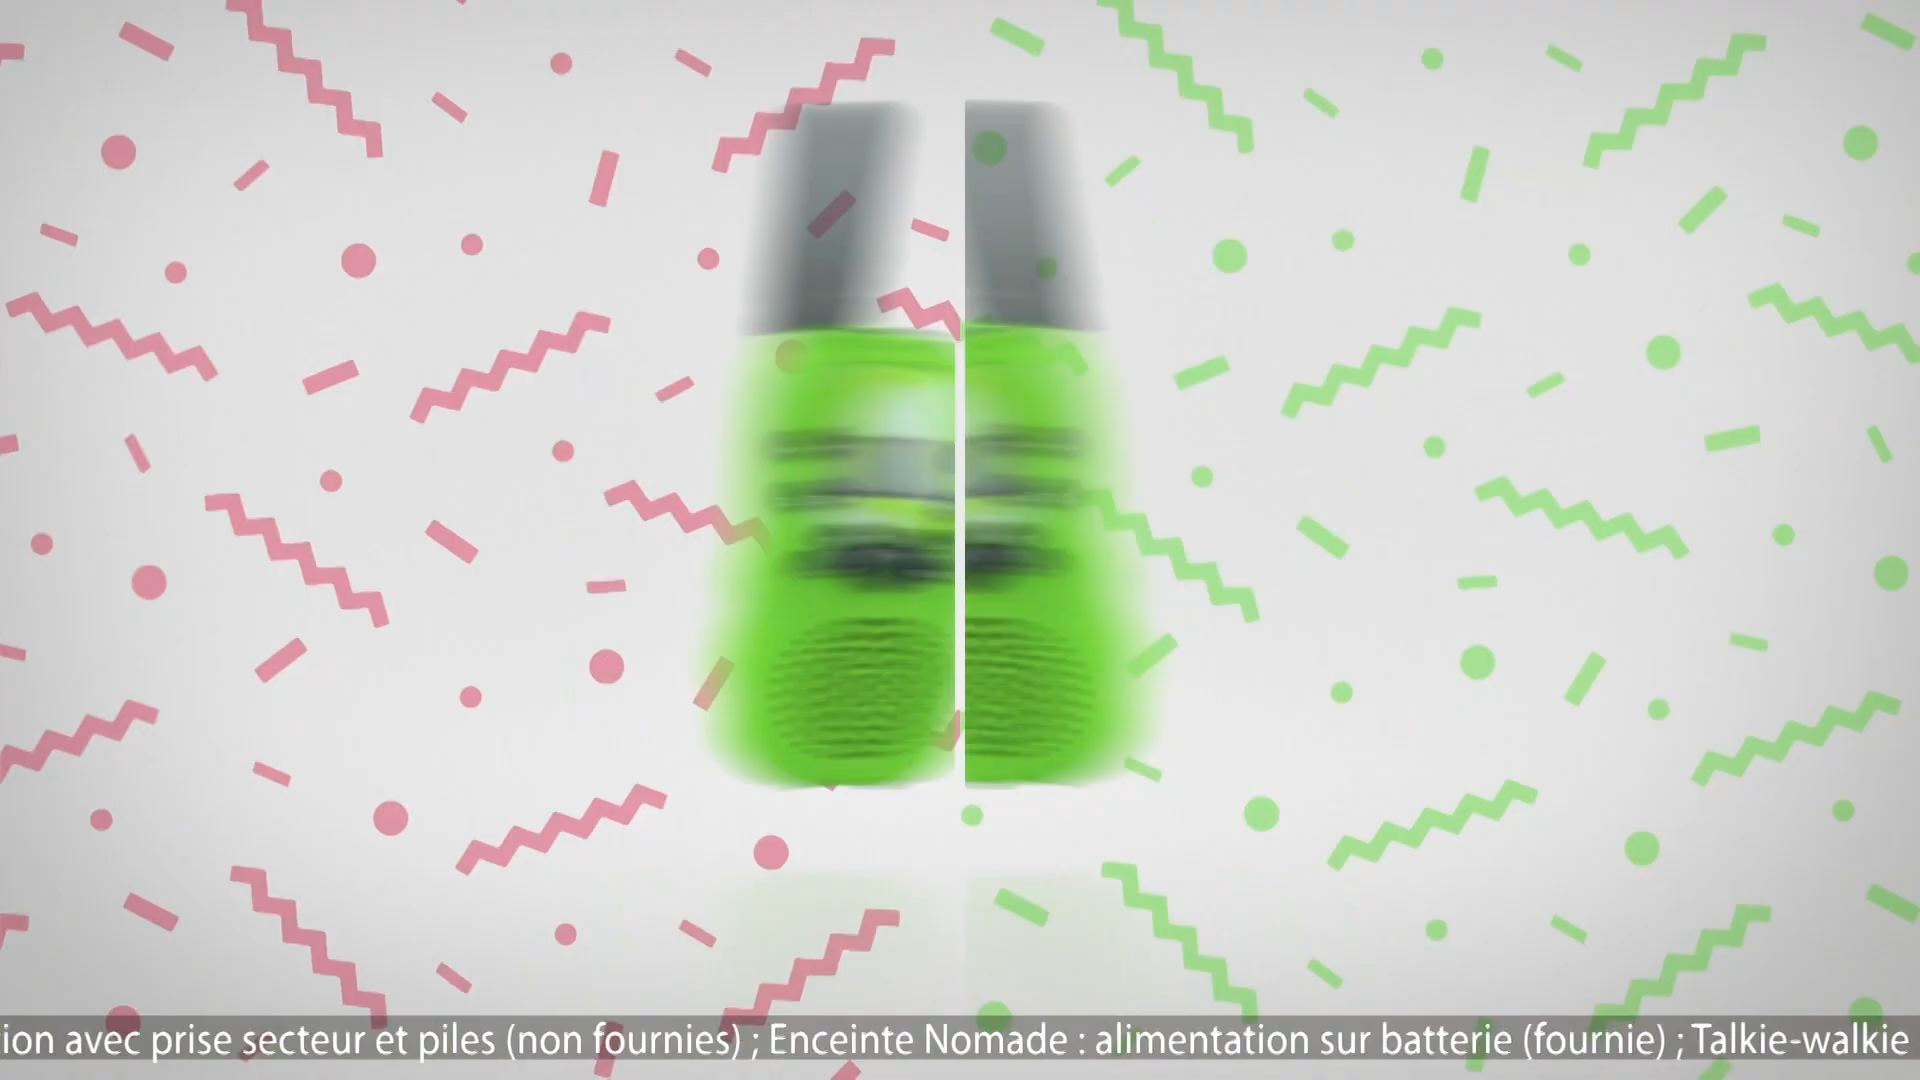 ion avec prise secteur et piles (non fournies) ; Enceinte Nomade : alimentation sur batterie (fournie) ; Talkie-walkie